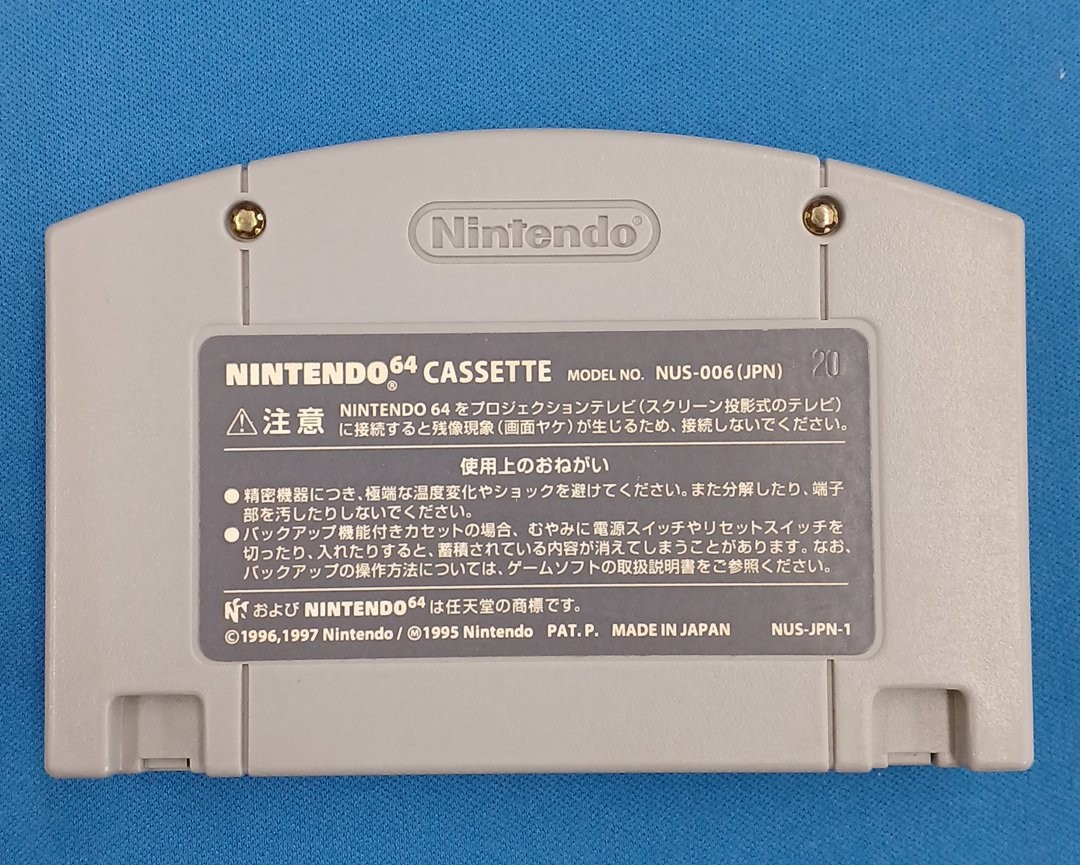 Nintendo®
NINTENDO®64 CASSETTE MODEL NO. NUS-006(JPN) 20
注意 NINTENDO 64 をプロジェクションテレビ(スクリーン投影式のテレビ)
に接続すると残像現象(画面ヤケ)が生じるため、接続しないでください。
使用上のおねがい
●精密機器につき、極端な温度変化やショックを避けてください。また分解したり、端子
部を汚したりしないでください。
●バックアップ機能付きカセットの場合、むやみに電源スイッチやリセットスイッチを
切ったり、入れたりすると、蓄積されている内容が消えてしまうことがあります。なお、
バックアップの操作方法については、ゲームソフトの取扱説明書をご参照ください。
および NINTENDO64 は任天堂の商標です。
©1996,1997 Nintendo / Ⓜ1995 Nintendo PAT. P. MADE IN JAPAN NUS-JPN-1